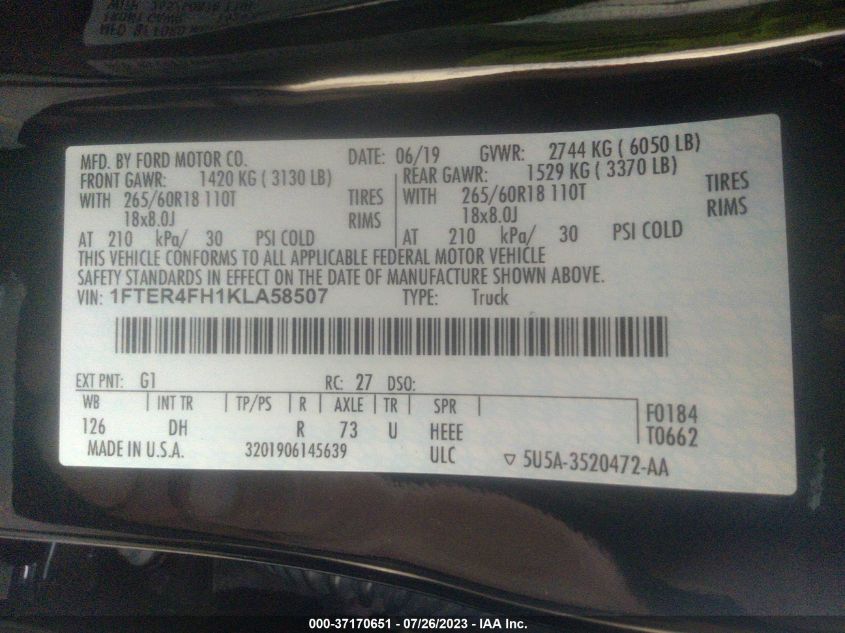 MFD. BY FORD MOTOR CO. DATE: 06/19 GVWR: 2744 KG ( 6050 LB)
FRONT GAWR: 1420 KG ( 3130 LB) REAR GAWR: 1529 KG ( 3370 LB)
WITH 265/60R18 110T TIRES WITH 265/60R18 110T TIRES
18x8.0J RIMS 18x8.0J RIMS
AT 210 kPa/ 30 PSI COLD AT 210 kPa/ 30 PSI COLD
THIS VEHICLE CONFORMS TO ALL APPLICABLE FEDERAL MOTOR VEHICLE
SAFETY STANDARDS IN EFFECT ON THE DATE OF MANUFACTURE SHOWN ABOVE.
VIN: 1FTER4FH1KLA58507 TYPE: Truck
EXT PNT: G1 RC: 27 DSO:
WB INT TR TP/PS R AXLE TR SPR F0184
126 DH R 73 U HEEE T0662
MADE IN U.S.A. 3201906145639 ULC ▽ 5U5A-3520472-AA
000-37170651 - 07/26/2023 - IAA Inc.